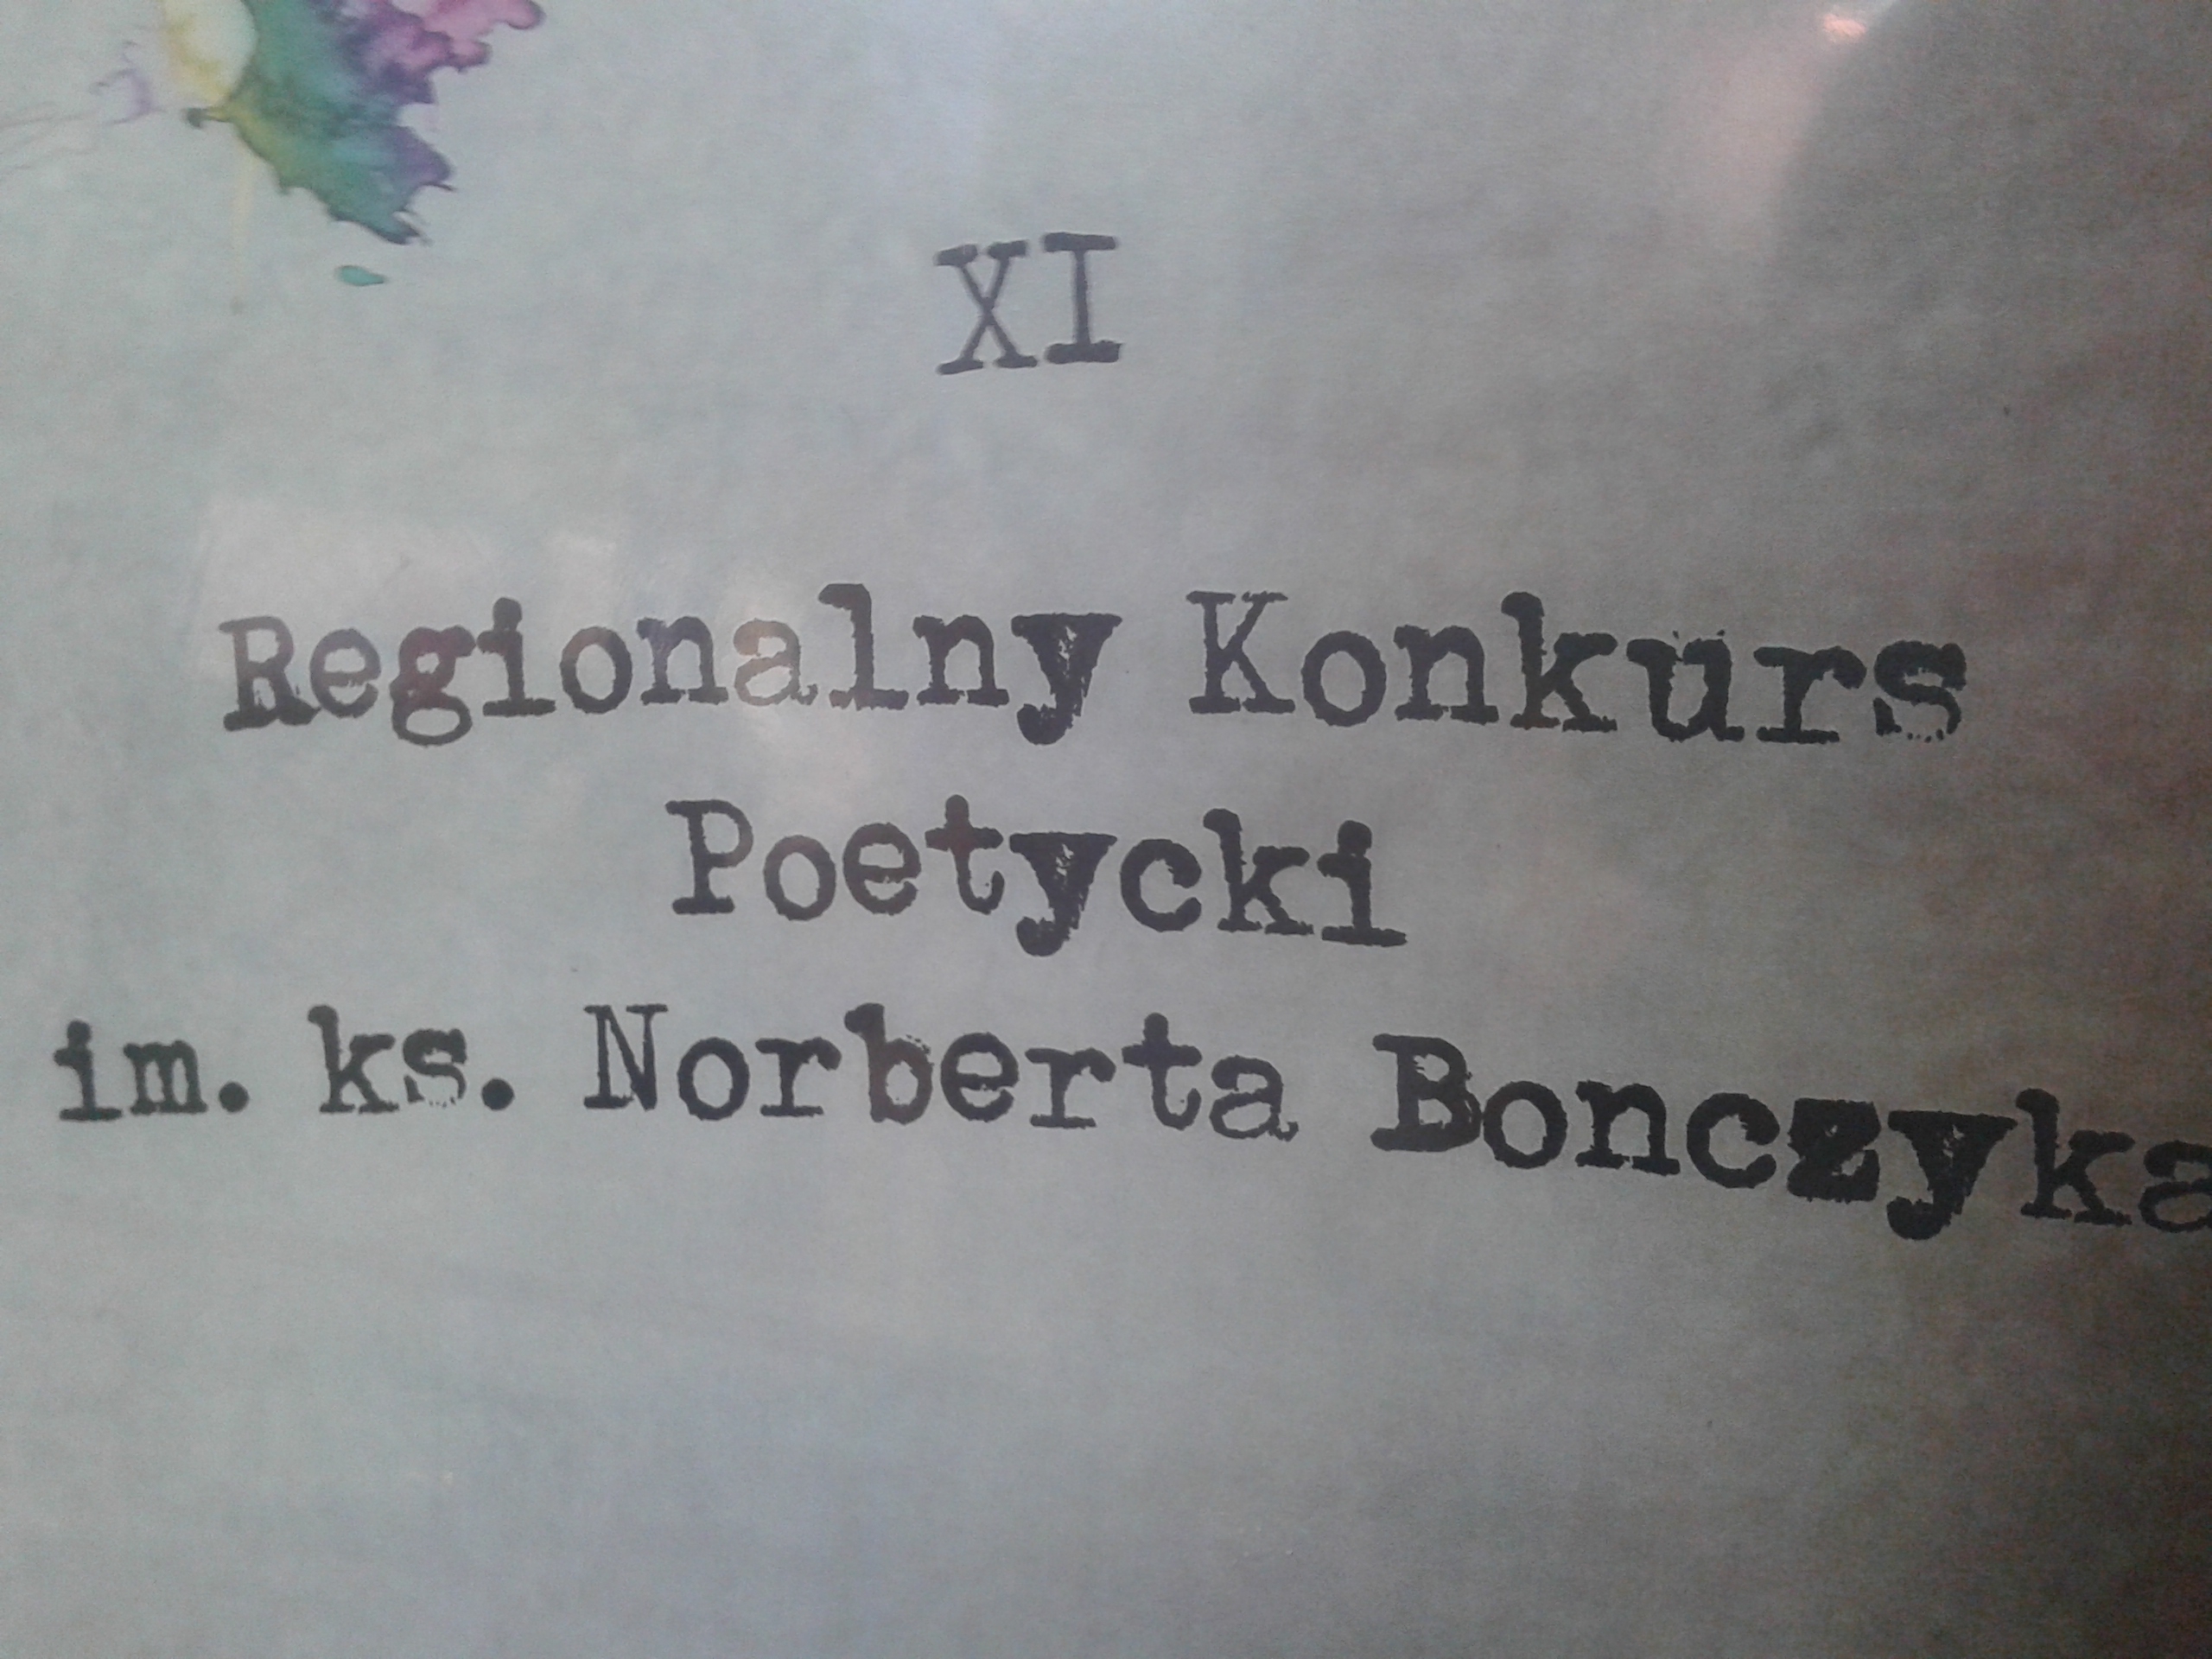 XI
Regionalny Konkurs
Poetycki
im. ks. Norberta Bonczyka